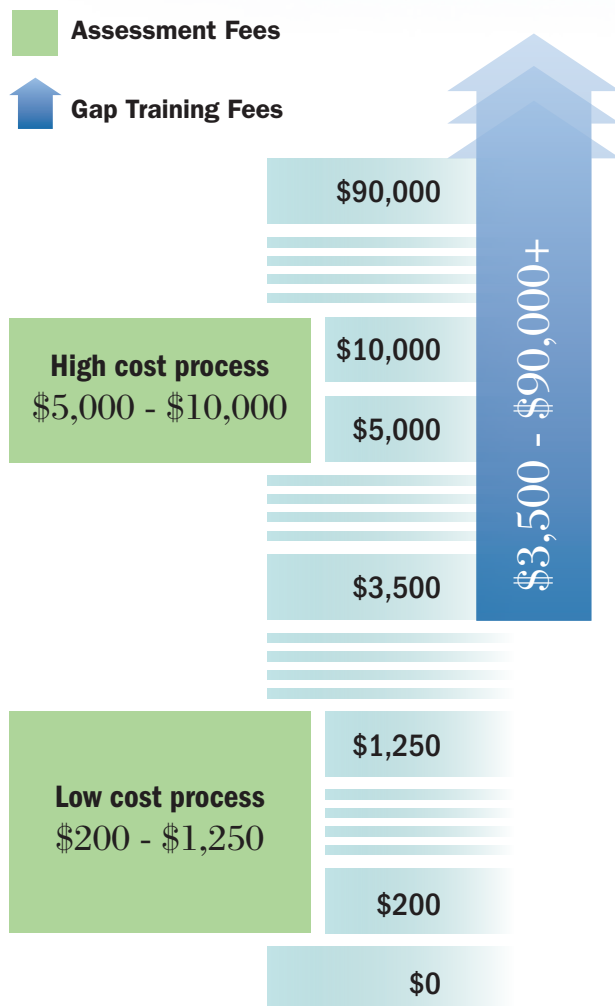 Assessment Fees
Gap Training Fees
$90,000
$3,500 - $90,000+
High cost process
$5,000 - $10,000
$10,000
$5,000
$3,500
Low cost process
$200 - $1,250
$1,250
$200
$0